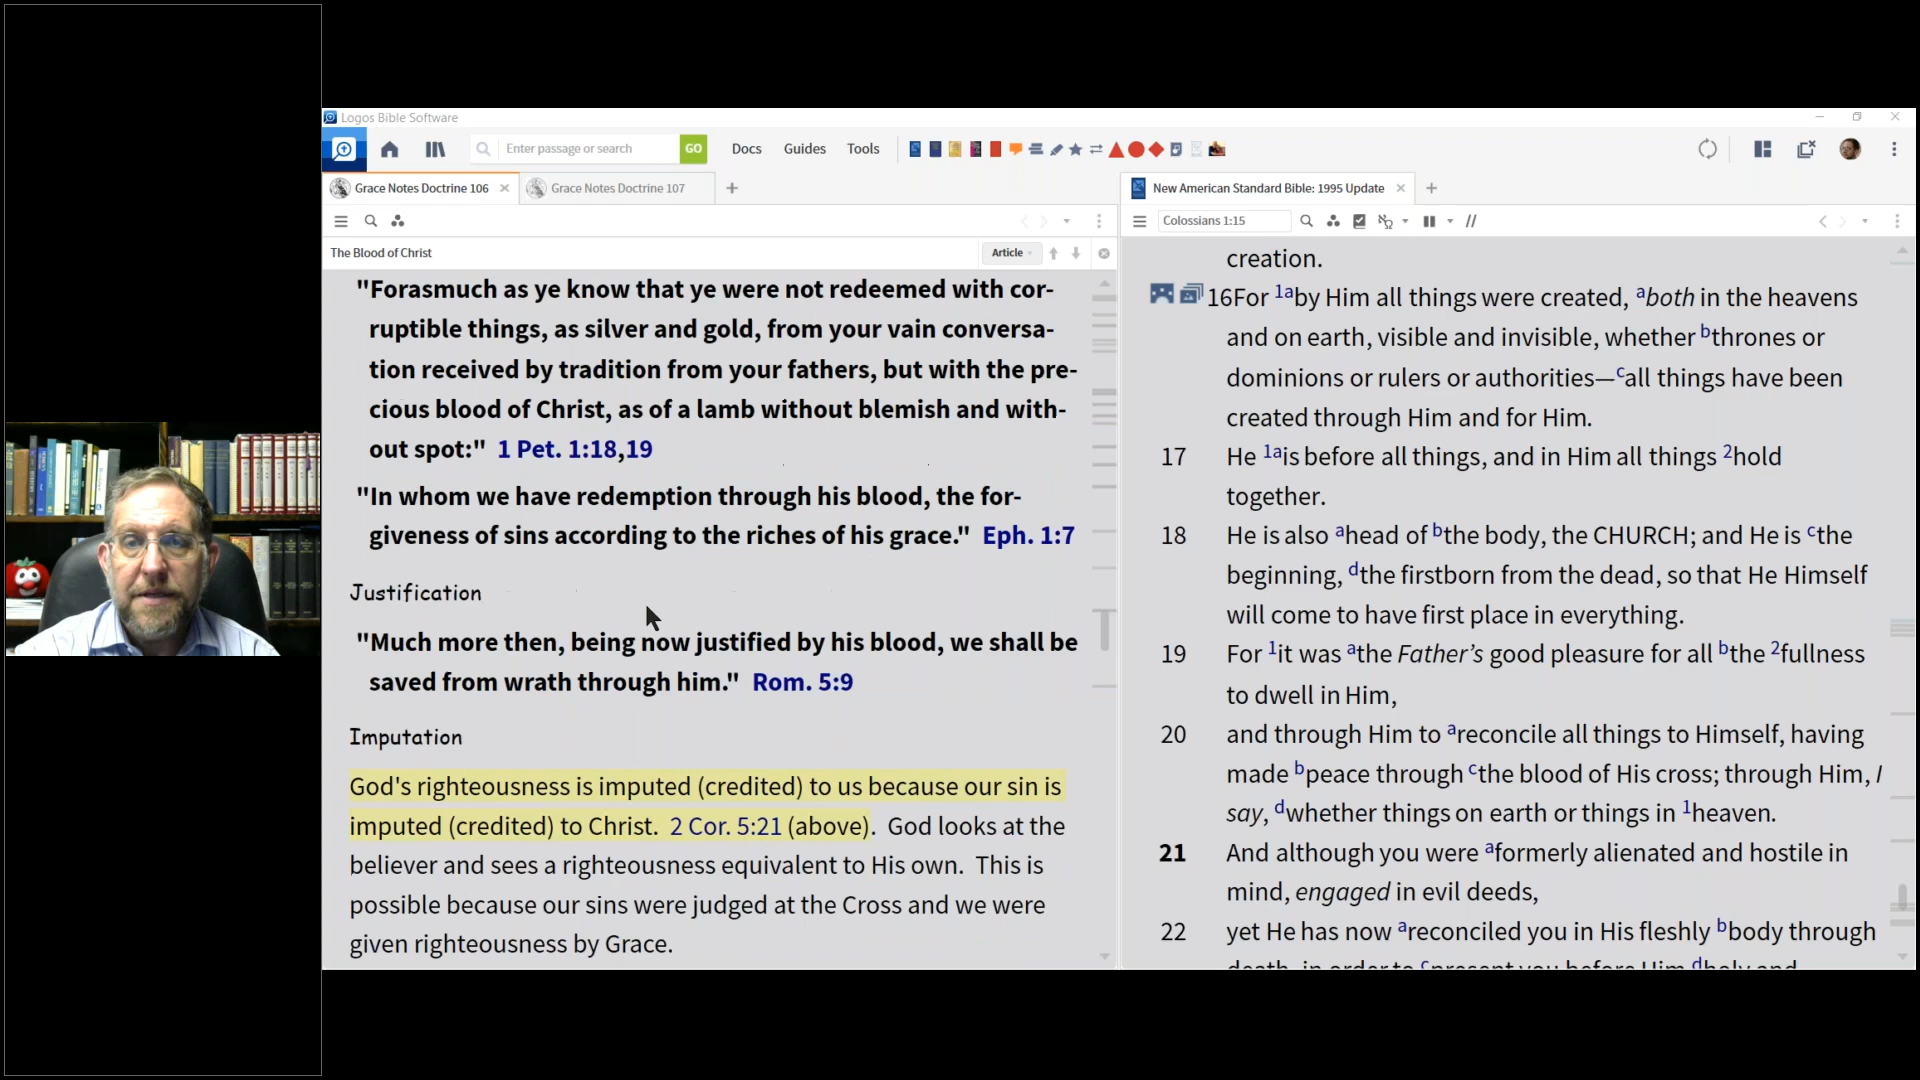 Logos Bible Software
Enter passage or search
GO
Docs
Guides
Tools
Grace Notes Doctrine 106
Grace Notes Doctrine 107
The Blood of Christ
Article
"Forasmuch as ye know that ye were not redeemed with cor-
ruptible things, as silver and gold, from your vain conversa-
tion received by tradition from your fathers, but with the pre-
cious blood of Christ, as of a lamb without blemish and with-
out spot:" 1 Pet. 1:18,19
"In whom we have redemption through his blood, the for-
giveness of sins according to the riches of his grace." Eph. 1:7
Justification
"Much more then, being now justified by his blood, we shall be
saved from wrath through him." Rom. 5:9
Imputation
God's righteousness is imputed (credited) to us because our sin is
imputed (credited) to Christ. 2 Cor. 5:21 (above). God looks at the
believer and sees a righteousness equivalent to His own. This is
possible because our sins were judged at the Cross and we were
given righteousness by Grace.
New American Standard Bible: 1995 Update
Colossians 1:15
creation.
16For 1aby Him all things were created, aboth in the heavens
and on earth, visible and invisible, whether bthrones or
dominions or rulers or authorities—call things have been
created through Him and for Him.
17 He 1ais before all things, and in Him all things 2hold
together.
18 He is also ahead of bthe body, the CHURCH; and He is cthe
beginning, dthe firstborn from the dead, so that He Himself
will come to have first place in everything.
19 For 1it was athe Father's good pleasure for all bthe 2fullness
to dwell in Him,
20 and through Him to areconcile all things to Himself, having
made bpeace through cthe blood of His cross; through Him, I
say, dwhether things on earth or things in 1heaven.
21 And although you were aformerly alienated and hostile in
mind, engaged in evil deeds,
22 yet He has now areconciled you in His fleshly bbody through
death, in order to cpresent you before Him dholy and